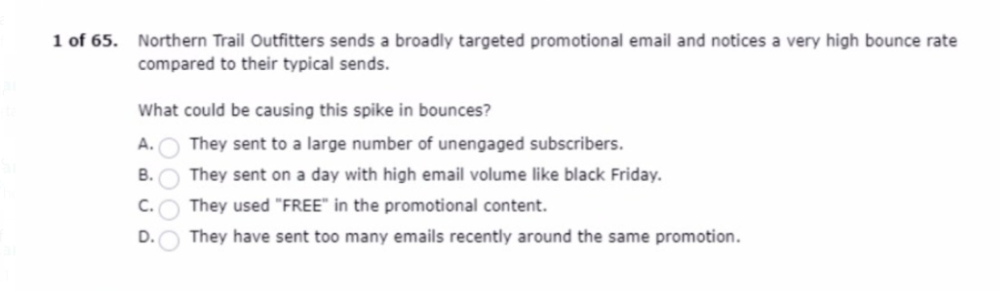 1 of 65. Northern Trail Outfitters sends a broadly targeted promotional email and notices a very high bounce rate
compared to their typical sends.
What could be causing this spike in bounces?
A. They sent to a large number of unengaged subscribers.
B. They sent on a day with high email volume like black Friday.
C. They used "FREE" in the promotional content.
D. They have sent too many emails recently around the same promotion.